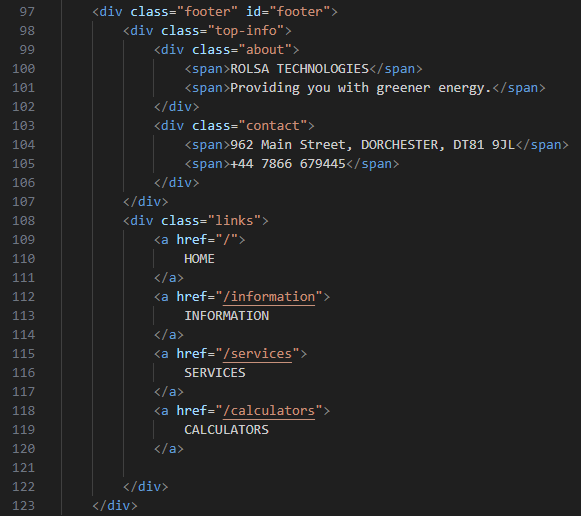 97 <div class="footer" id="footer">
98 <div class="top-info">
99 <div class="about">
100 <span>ROLSA TECHNOLOGIES</span>
101 <span>Providing you with greener energy.</span>
102 </div>
103 <div class="contact">
104 <span>962 Main Street, DORCHESTER, DT81 9JL</span>
105 <span>+44 7866 679445</span>
106 </div>
107 </div>
108 <div class="links">
109 <a href="/">
110 HOME
111 </a>
112 <a href="/information">
113 INFORMATION
114 </a>
115 <a href="/services">
116 SERVICES
117 </a>
118 <a href="/calculators">
119 CALCULATORS
120 </a>
121
122 </div>
123 </div>